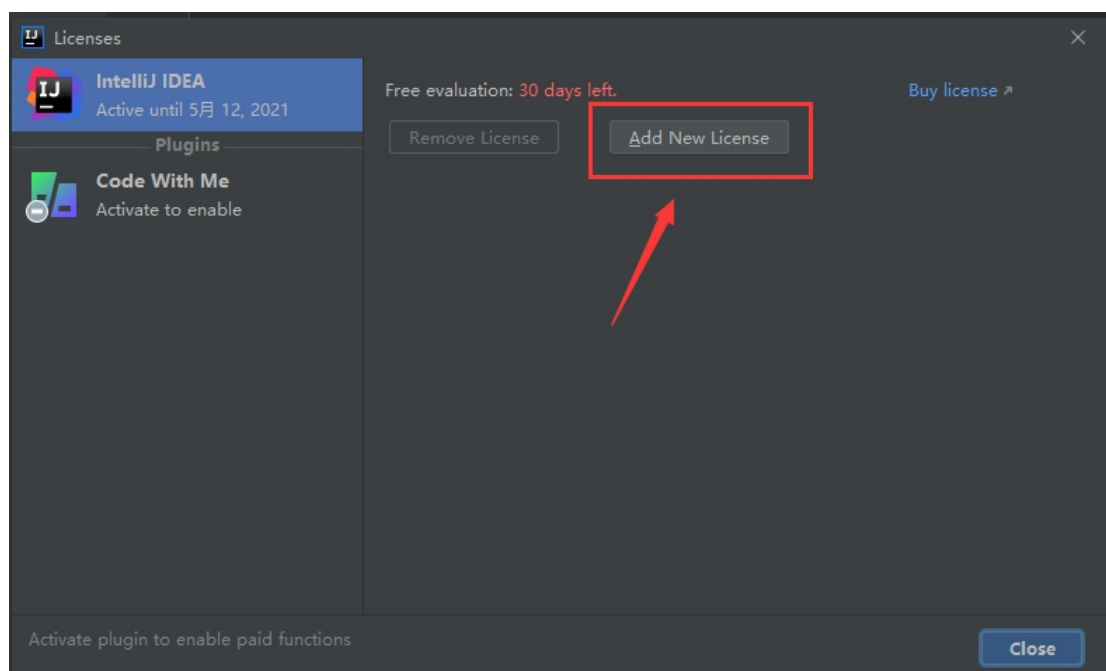 Licenses
IntelliJ IDEA
Active until 5月 12, 2021
Plugins
Code With Me
Activate to enable
Free evaluation: 30 days left.
Buy license
Remove License
Add New License
Activate plugin to enable paid functions
Close